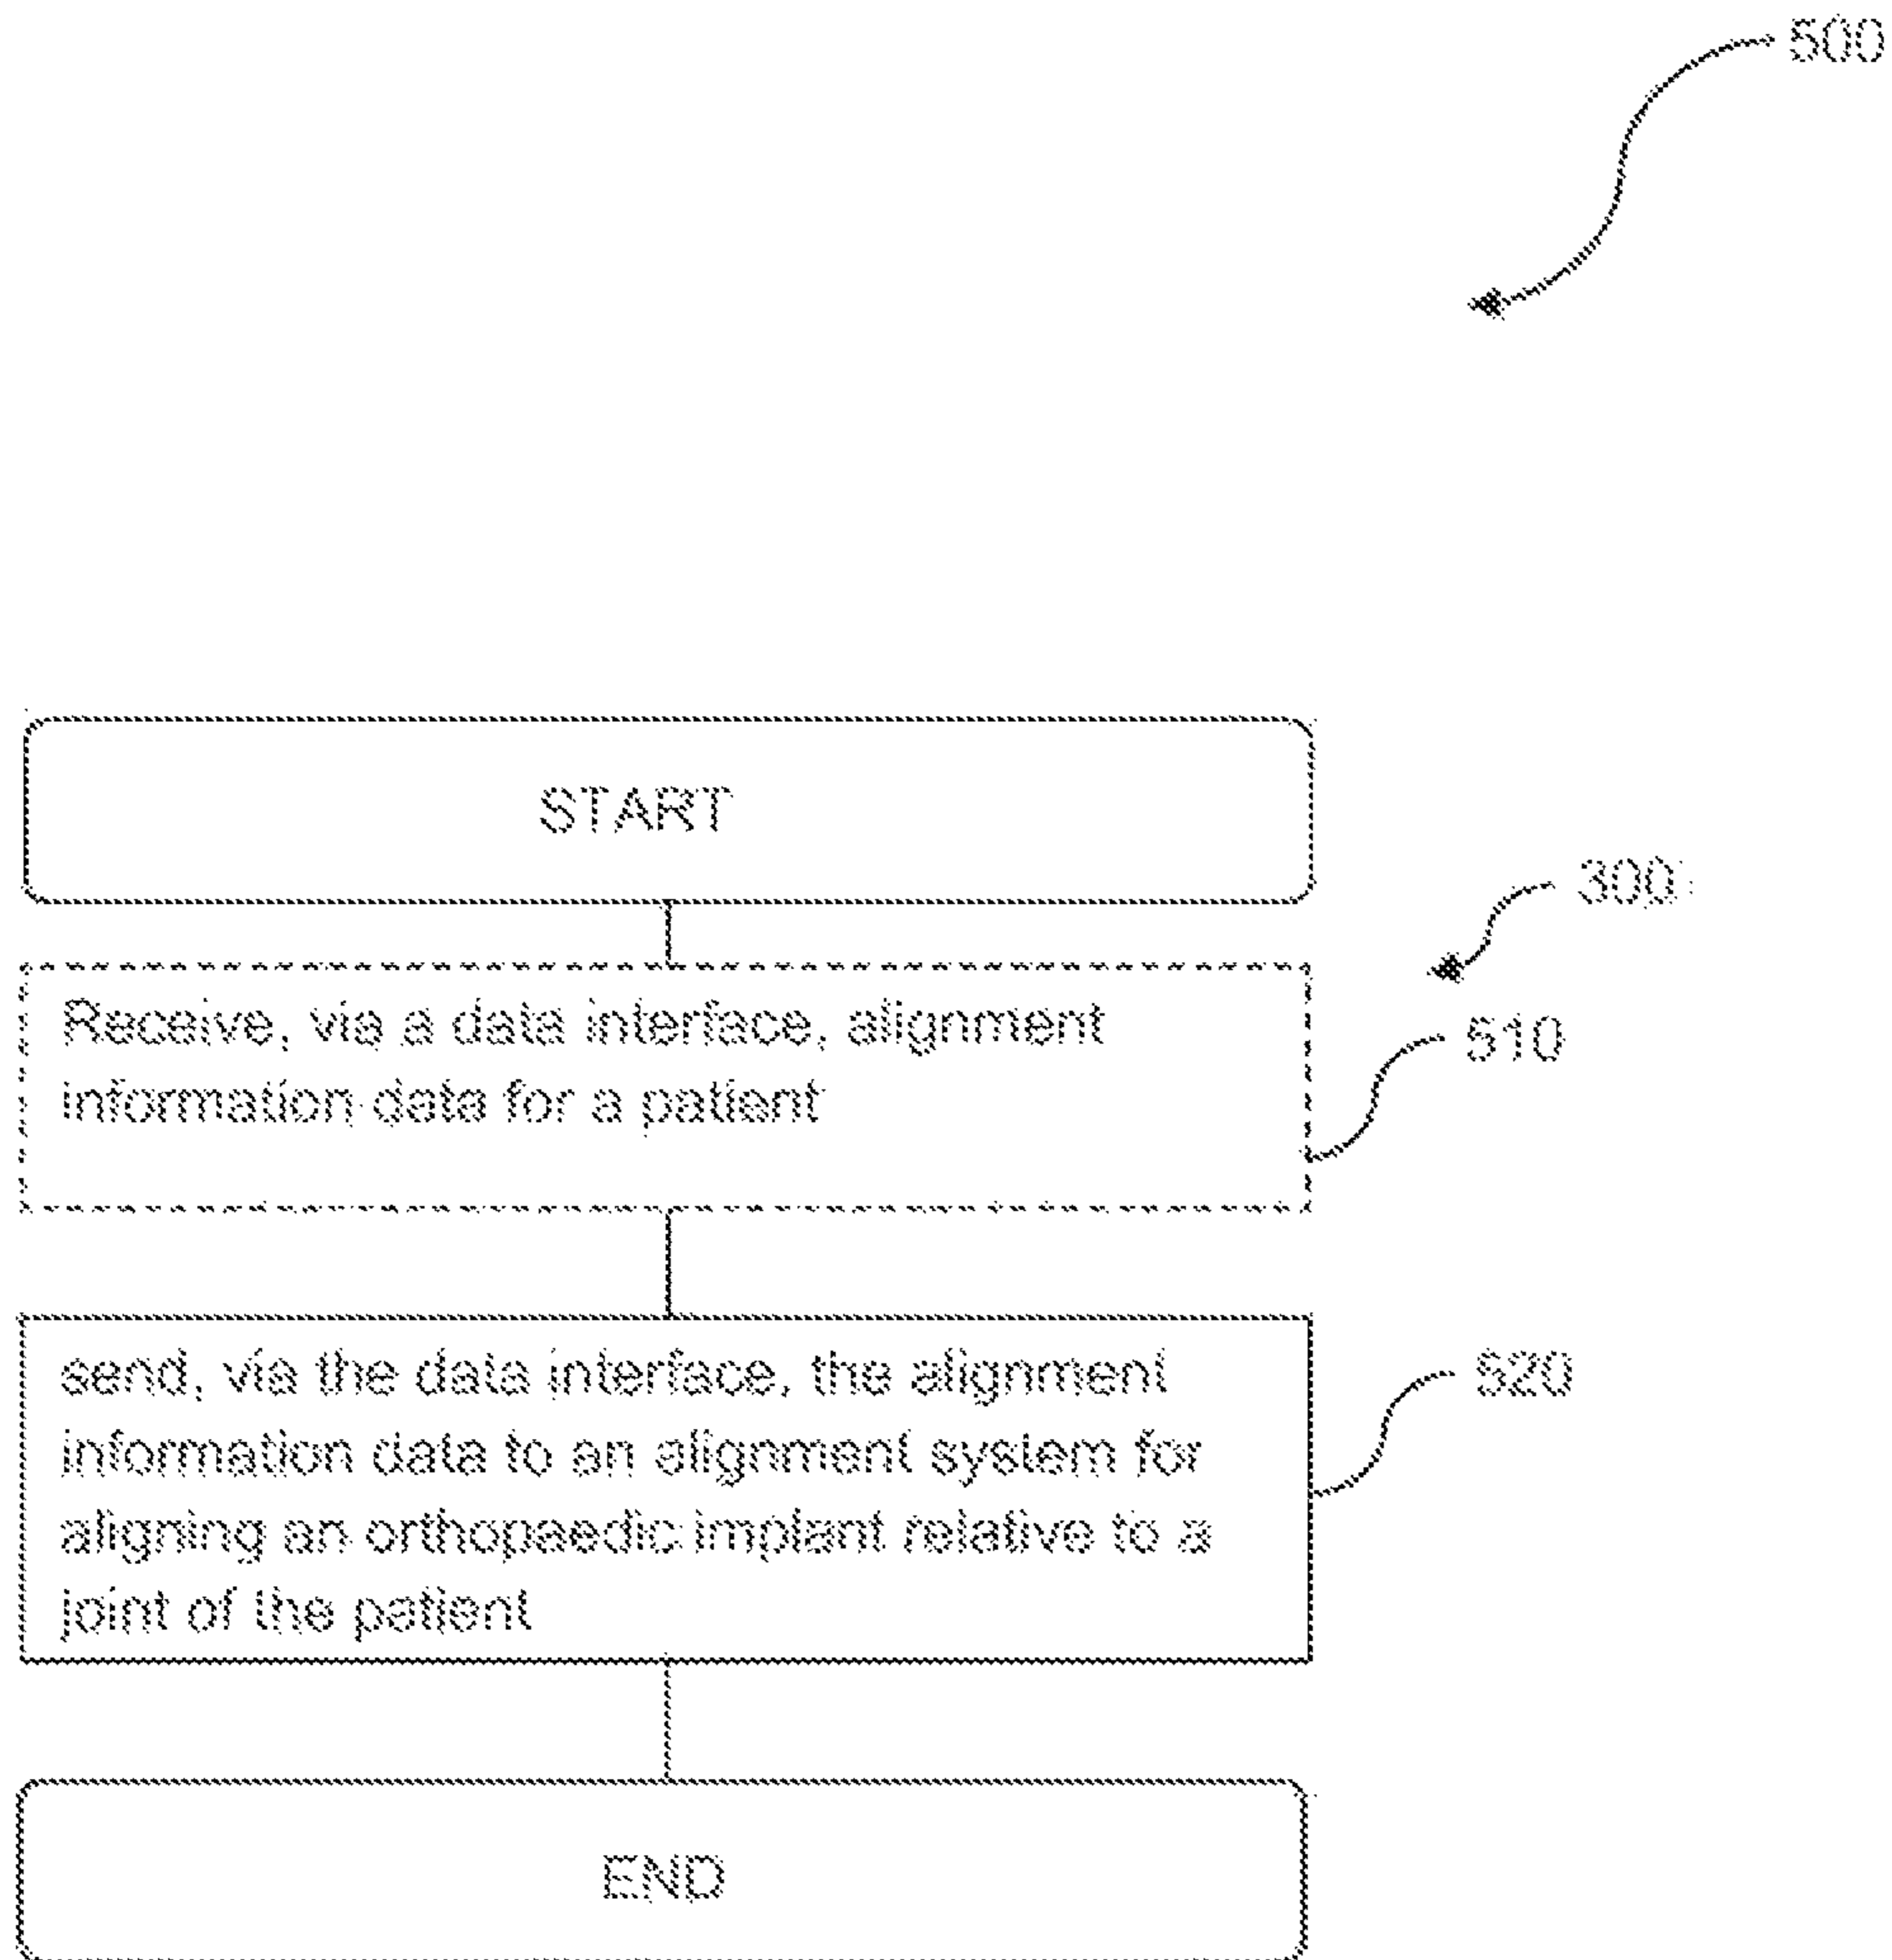 500
START
300
Receive, via a data interface, alignment
information data for a patient
510
send, via the data interface, the alignment
information data to an alignment system for
aligning an orthopaedic implant relative to a
joint of the patient
520
END